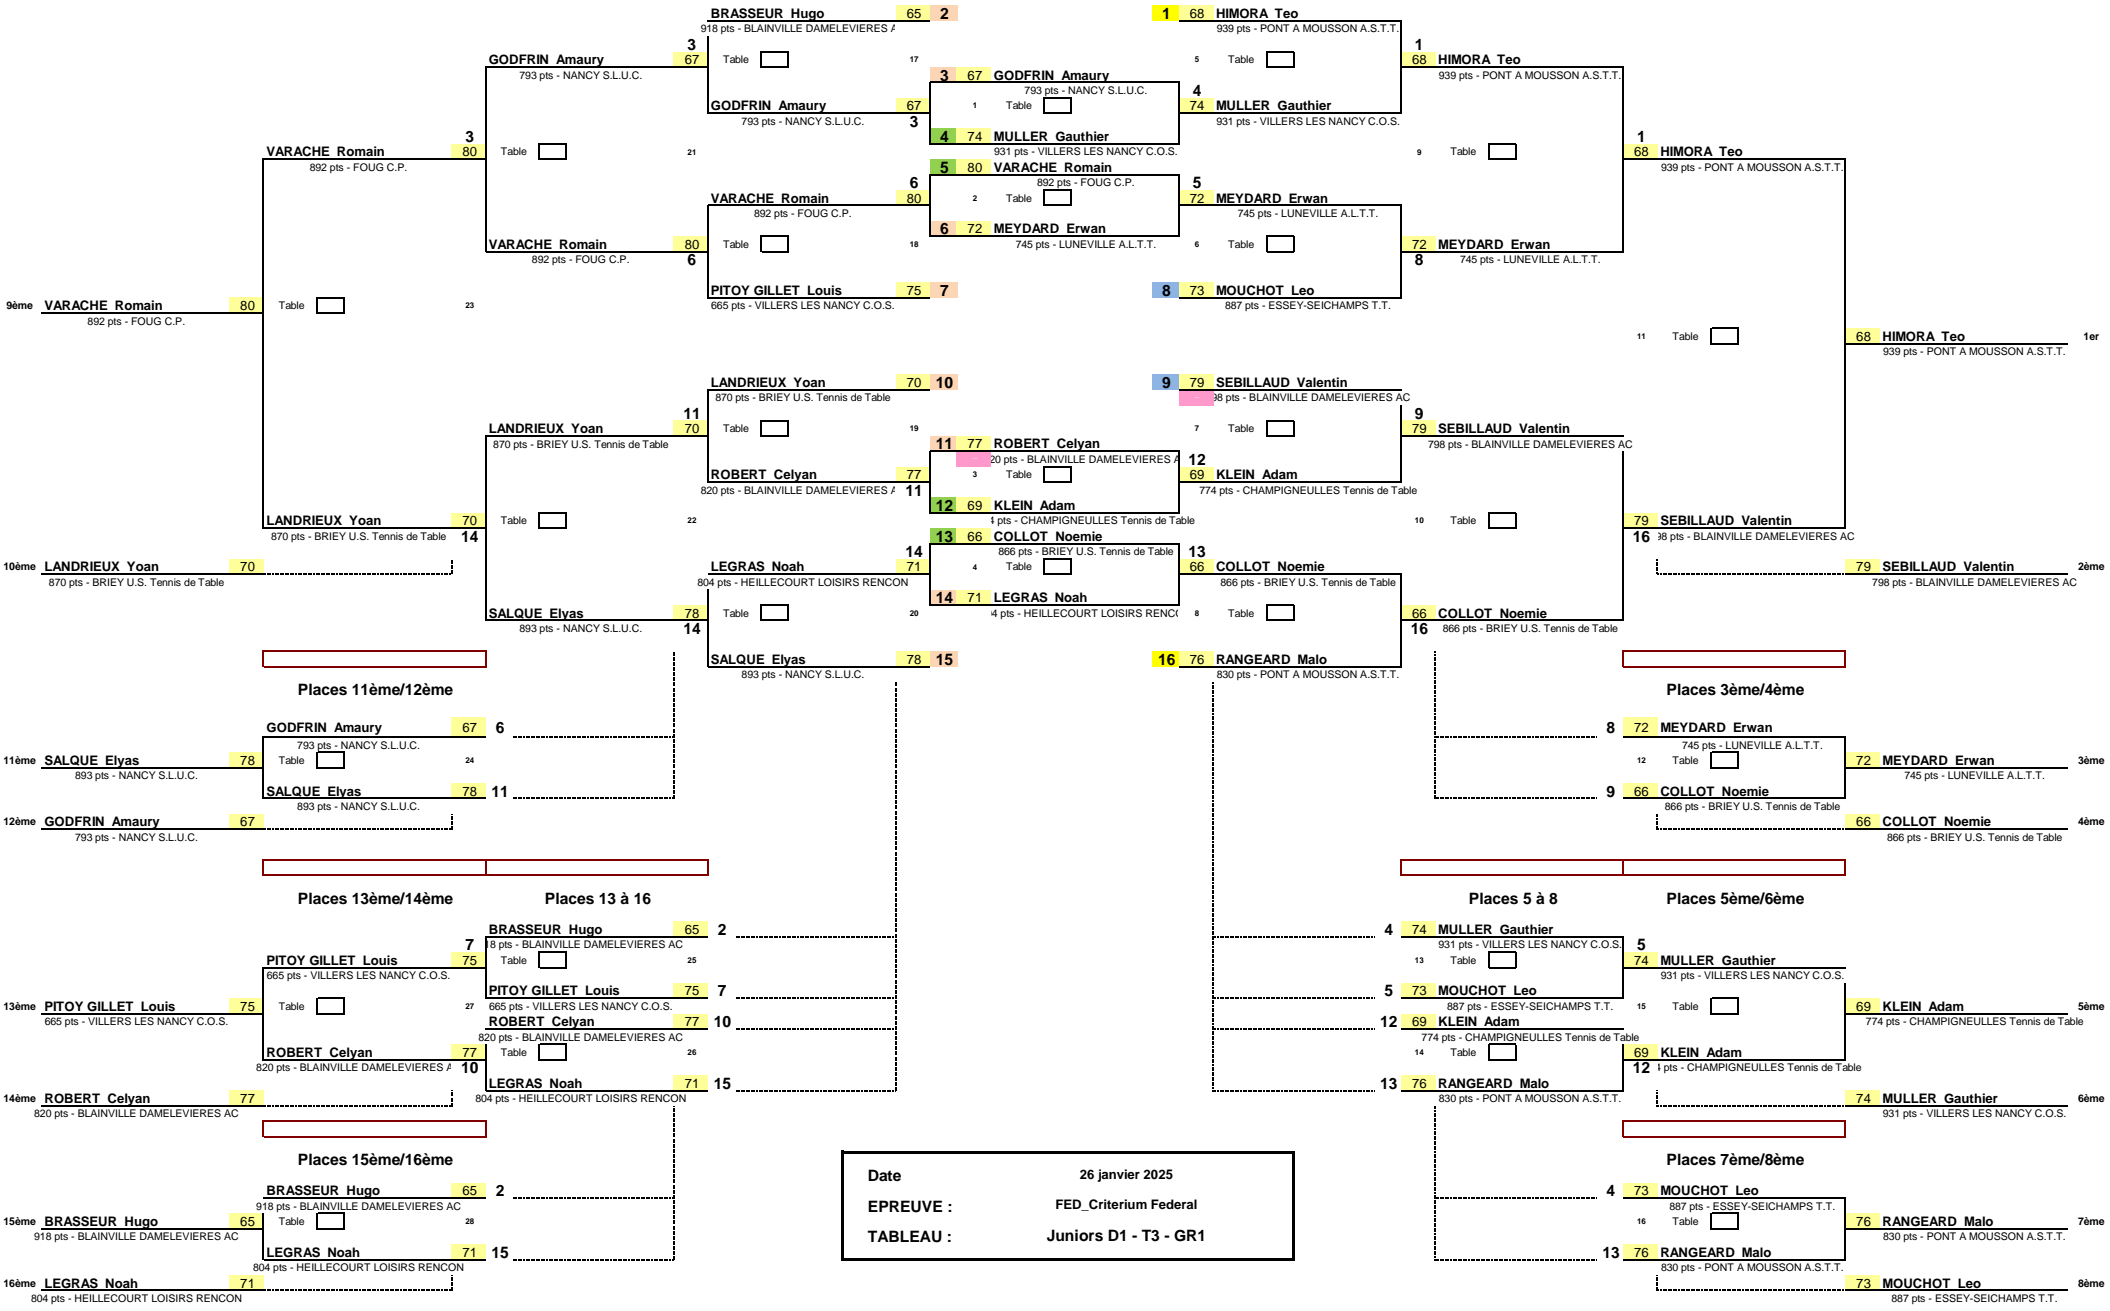 BRASSEUR Hugo 65 2
918 pts - BLAINVILLE DAMELEVIERES A
1 68 HIMORA Teo
939 pts - PONT A MOUSSON A.S.T.T.
3
GODFRIN Amaury 67
793 pts - NANCY S.L.U.C.
Table 17
5 Table
1
68 HIMORA Teo
939 pts - PONT A MOUSSON A.S.T.T.
3 67 GODFRIN Amaury
793 pts - NANCY S.L.U.C.
GODFRIN Amaury 67
793 pts - NANCY S.L.U.C. 3
1 Table
4
74 MULLER Gauthier
931 pts - VILLERS LES NANCY C.O.S.
4 74 MULLER Gauthier
931 pts - VILLERS LES NANCY C.O.S.
3
VARACHE Romain 80
892 pts - FOUG C.P.
Table 21
9 Table
1
68 HIMORA Teo
939 pts - PONT A MOUSSON A.S.T.T.
5 80 VARACHE Romain
892 pts - FOUG C.P.
6
VARACHE Romain 80
892 pts - FOUG C.P.
2 Table
5
72 MEYDARD Erwan
745 pts - LUNEVILLE A.L.T.T.
6 72 MEYDARD Erwan
745 pts - LUNEVILLE A.L.T.T.
VARACHE Romain 80
892 pts - FOUG C.P. 6
Table 18
6 Table
72 MEYDARD Erwan
8 745 pts - LUNEVILLE A.L.T.T.
PITOY GILLET Louis 75 7
665 pts - VILLERS LES NANCY C.O.S.
8 73 MOUCHOT Leo
887 pts - ESSEY-SEICHAMPS T.T.
9ème VARACHE Romain 80
892 pts - FOUG C.P.
Table 23
11 Table
68 HIMORA Teo 1er
939 pts - PONT A MOUSSON A.S.T.T.
LANDRIEUX Yoan 70 10
870 pts - BRIEY U.S. Tennis de Table
9 79 SEBILLAUD Valentin
98 pts - BLAINVILLE DAMELEVIERES AC
11
LANDRIEUX Yoan 70
870 pts - BRIEY U.S. Tennis de Table
Table 19
7 Table
9
79 SEBILLAUD Valentin
798 pts - BLAINVILLE DAMELEVIERES AC
11 77 ROBERT Celyan
20 pts - BLAINVILLE DAMELEVIERES A
ROBERT Celyan 77
820 pts - BLAINVILLE DAMELEVIERES A 11
3 Table
12
69 KLEIN Adam
774 pts - CHAMPIGNEULLES Tennis de Table
12 69 KLEIN Adam
pts - CHAMPIGNEULLES Tennis de Table
LANDRIEUX Yoan 70
870 pts - BRIEY U.S. Tennis de Table 14
Table 22
10 Table
79 SEBILLAUD Valentin
16 98 pts - BLAINVILLE DAMELEVIERES AC
13 66 COLLOT Noemie
866 pts - BRIEY U.S. Tennis de Table
10ème LANDRIEUX Yoan 70
870 pts - BRIEY U.S. Tennis de Table
14
LEGRAS Noah 71
804 pts - HEILLECOURT LOISIRS RENCON
4 Table
13
66 COLLOT Noemie
866 pts - BRIEY U.S. Tennis de Table
79 SEBILLAUD Valentin 2ème
798 pts - BLAINVILLE DAMELEVIERES AC
14 71 LEGRAS Noah
4 pts - HEILLECOURT LOISIRS RENC
SALQUE Elyas 78
893 pts - NANCY S.L.U.C. 14
Table 20
8 Table
66 COLLOT Noemie
16 866 pts - BRIEY U.S. Tennis de Table
SALQUE Elyas 78 15
893 pts - NANCY S.L.U.C.
16 76 RANGEARD Malo
830 pts - PONT A MOUSSON A.S.T.T.
Places 11ème/12ème
Places 3ème/4ème
GODFRIN Amaury 67 6
793 pts - NANCY S.L.U.C.
8 72 MEYDARD Erwan
745 pts - LUNEVILLE A.L.T.T.
11ème SALQUE Elyas 78
893 pts - NANCY S.L.U.C.
Table 24
12 Table
72 MEYDARD Erwan 3ème
745 pts - LUNEVILLE A.L.T.T.
SALQUE Elyas 78 11
893 pts - NANCY S.L.U.C.
9 66 COLLOT Noemie
866 pts - BRIEY U.S. Tennis de Table
12ème GODFRIN Amaury 67
793 pts - NANCY S.L.U.C.
66 COLLOT Noemie 4ème
866 pts - BRIEY U.S. Tennis de Table
Places 13ème/14ème
Places 13 à 16
Places 5 à 8
Places 5ème/6ème
BRASSEUR Hugo 65 2
8 pts - BLAINVILLE DAMELEVIERES AC
4 74 MULLER Gauthier
931 pts - VILLERS LES NANCY C.O.S.
7
PITOY GILLET Louis 75
665 pts - VILLERS LES NANCY C.O.S.
Table 25
13 Table
5
74 MULLER Gauthier
931 pts - VILLERS LES NANCY C.O.S.
PITOY GILLET Louis 75 7
665 pts - VILLERS LES NANCY C.O.S.
5 73 MOUCHOT Leo
887 pts - ESSEY-SEICHAMPS T.T.
13ème PITOY GILLET Louis 75
665 pts - VILLERS LES NANCY C.O.S.
Table 27
15 Table
69 KLEIN Adam 5ème
774 pts - CHAMPIGNEULLES Tennis de Table
ROBERT Celyan 77 10
820 pts - BLAINVILLE DAMELEVIERES AC
12 69 KLEIN Adam
774 pts - CHAMPIGNEULLES Tennis de Table
ROBERT Celyan 77
820 pts - BLAINVILLE DAMELEVIERES A 10
Table 26
14 Table
69 KLEIN Adam
12 pts - CHAMPIGNEULLES Tennis de Table
LEGRAS Noah 71 15
804 pts - HEILLECOURT LOISIRS RENCON
13 76 RANGEARD Malo
830 pts - PONT A MOUSSON A.S.T.T.
14ème ROBERT Celyan 77
820 pts - BLAINVILLE DAMELEVIERES AC
74 MULLER Gauthier 6ème
931 pts - VILLERS LES NANCY C.O.S.
Places 15ème/16ème
Places 7ème/8ème
Date 26 janvier 2025
EPREUVE : FED_Criterium Federal
TABLEAU : Juniors D1 - T3 - GR1
BRASSEUR Hugo 65 2
918 pts - BLAINVILLE DAMELEVIERES AC
4 73 MOUCHOT Leo
887 pts - ESSEY-SEICHAMPS T.T.
15ème BRASSEUR Hugo 65
918 pts - BLAINVILLE DAMELEVIERES AC
Table 28
16 Table
76 RANGEARD Malo 7ème
830 pts - PONT A MOUSSON A.S.T.T.
LEGRAS Noah 71 15
804 pts - HEILLECOURT LOISIRS RENCON
13 76 RANGEARD Malo
830 pts - PONT A MOUSSON A.S.T.T.
16ème LEGRAS Noah 71
804 pts - HEILLECOURT LOISIRS RENCON
73 MOUCHOT Leo 8ème
887 pts - ESSEY-SEICHAMPS T.T.